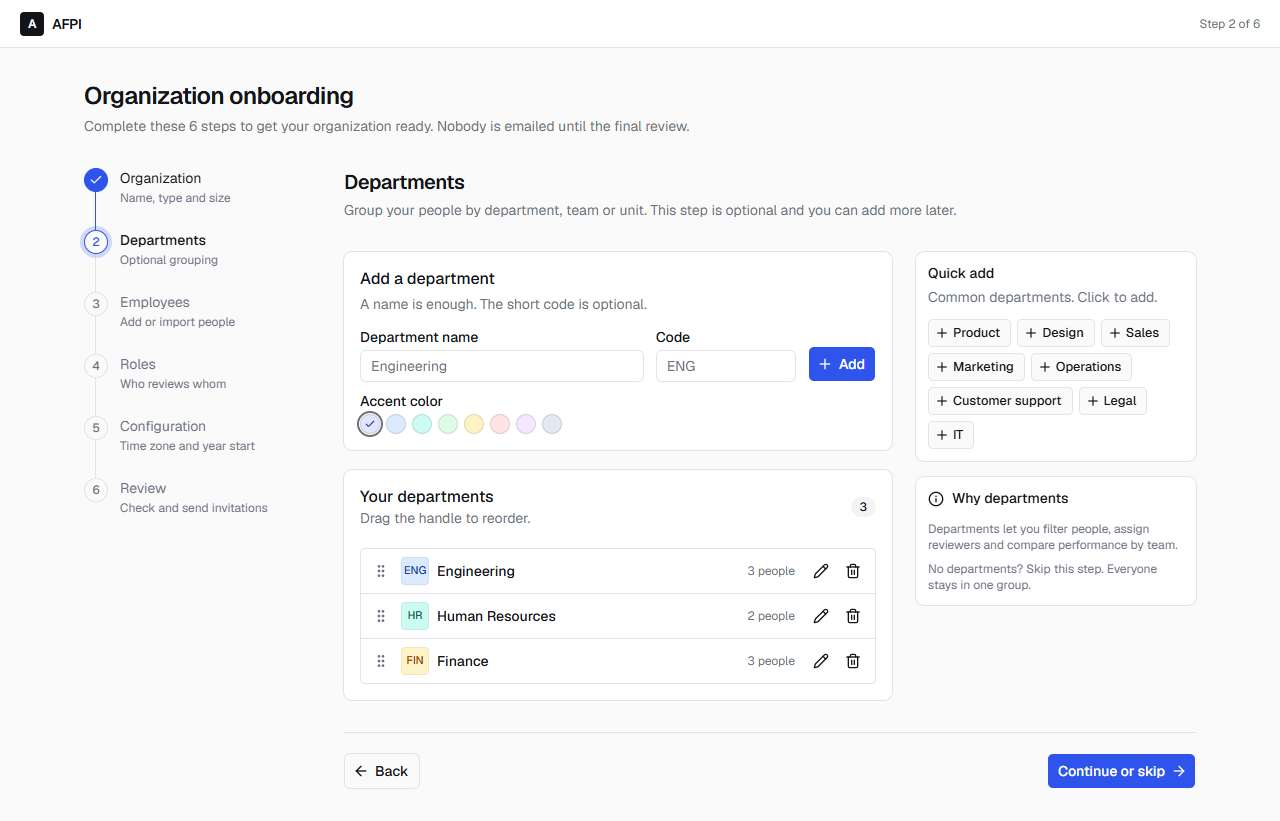 A AFPI
Step 2 of 6
Organization onboarding
Complete these 6 steps to get your organization ready. Nobody is emailed until the final review.
Organization
Name, type and size
2 Departments
Optional grouping
3 Employees
Add or import people
4 Roles
Who reviews whom
5 Configuration
Time zone and year start
6 Review
Check and send invitations
Departments
Group your people by department, team or unit. This step is optional and you can add more later.
Add a department
A name is enough. The short code is optional.
Department name
Code
Engineering
ENG
+ Add
Accent color
Your departments
Drag the handle to reorder.
3
ENG Engineering 3 people
HR Human Resources 2 people
FIN Finance 3 people
Quick add
Common departments. Click to add.
+ Product + Design + Sales
+ Marketing + Operations
+ Customer support + Legal
+ IT
Why departments
Departments let you filter people, assign
reviewers and compare performance by team.
No departments? Skip this step. Everyone
stays in one group.
← Back
Continue or skip →